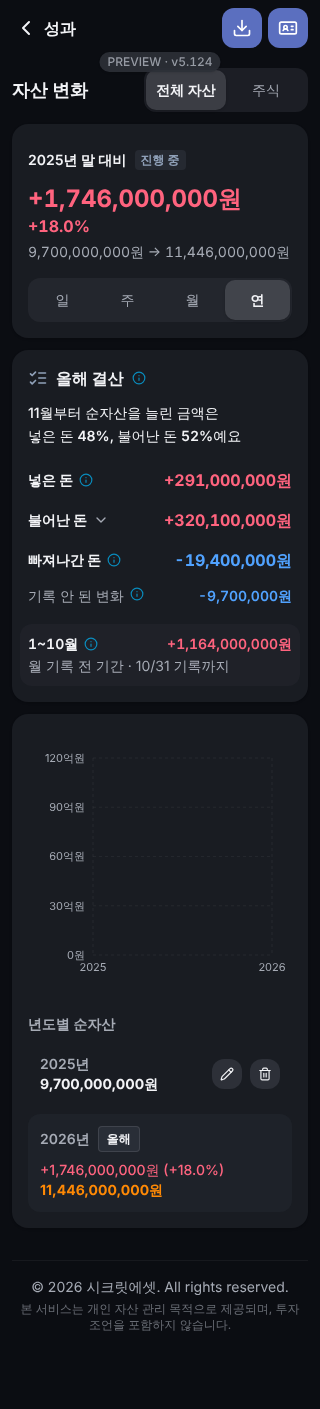 성과
PREVIEW · v5.124
자산 변화
전체 자산
주식
2025년 말 대비
진행 중
+1,746,000,000원
+18.0%
9,700,000,000원 → 11,446,000,000원
일
주
월
연
올해 결산
11월부터 순자산을 늘린 금액은
넣은 돈 48%, 불어난 돈 52%예요
넣은 돈
+291,000,000원
불어난 돈
+320,100,000원
빠져나간 돈
-19,400,000원
기록 안 된 변화
-9,700,000원
1~10월
+1,164,000,000원
월 기록 전 기간 · 10/31 기록까지
120억원
90억원
60억원
30억원
0원
2025
2026
년도별 순자산
2025년
9,700,000,000원
2026년
올해
+1,746,000,000원 (+18.0%)
11,446,000,000원
© 2026 시크릿에셋. All rights reserved.
본 서비스는 개인 자산 관리 목적으로 제공되며, 투자
조언을 포함하지 않습니다.